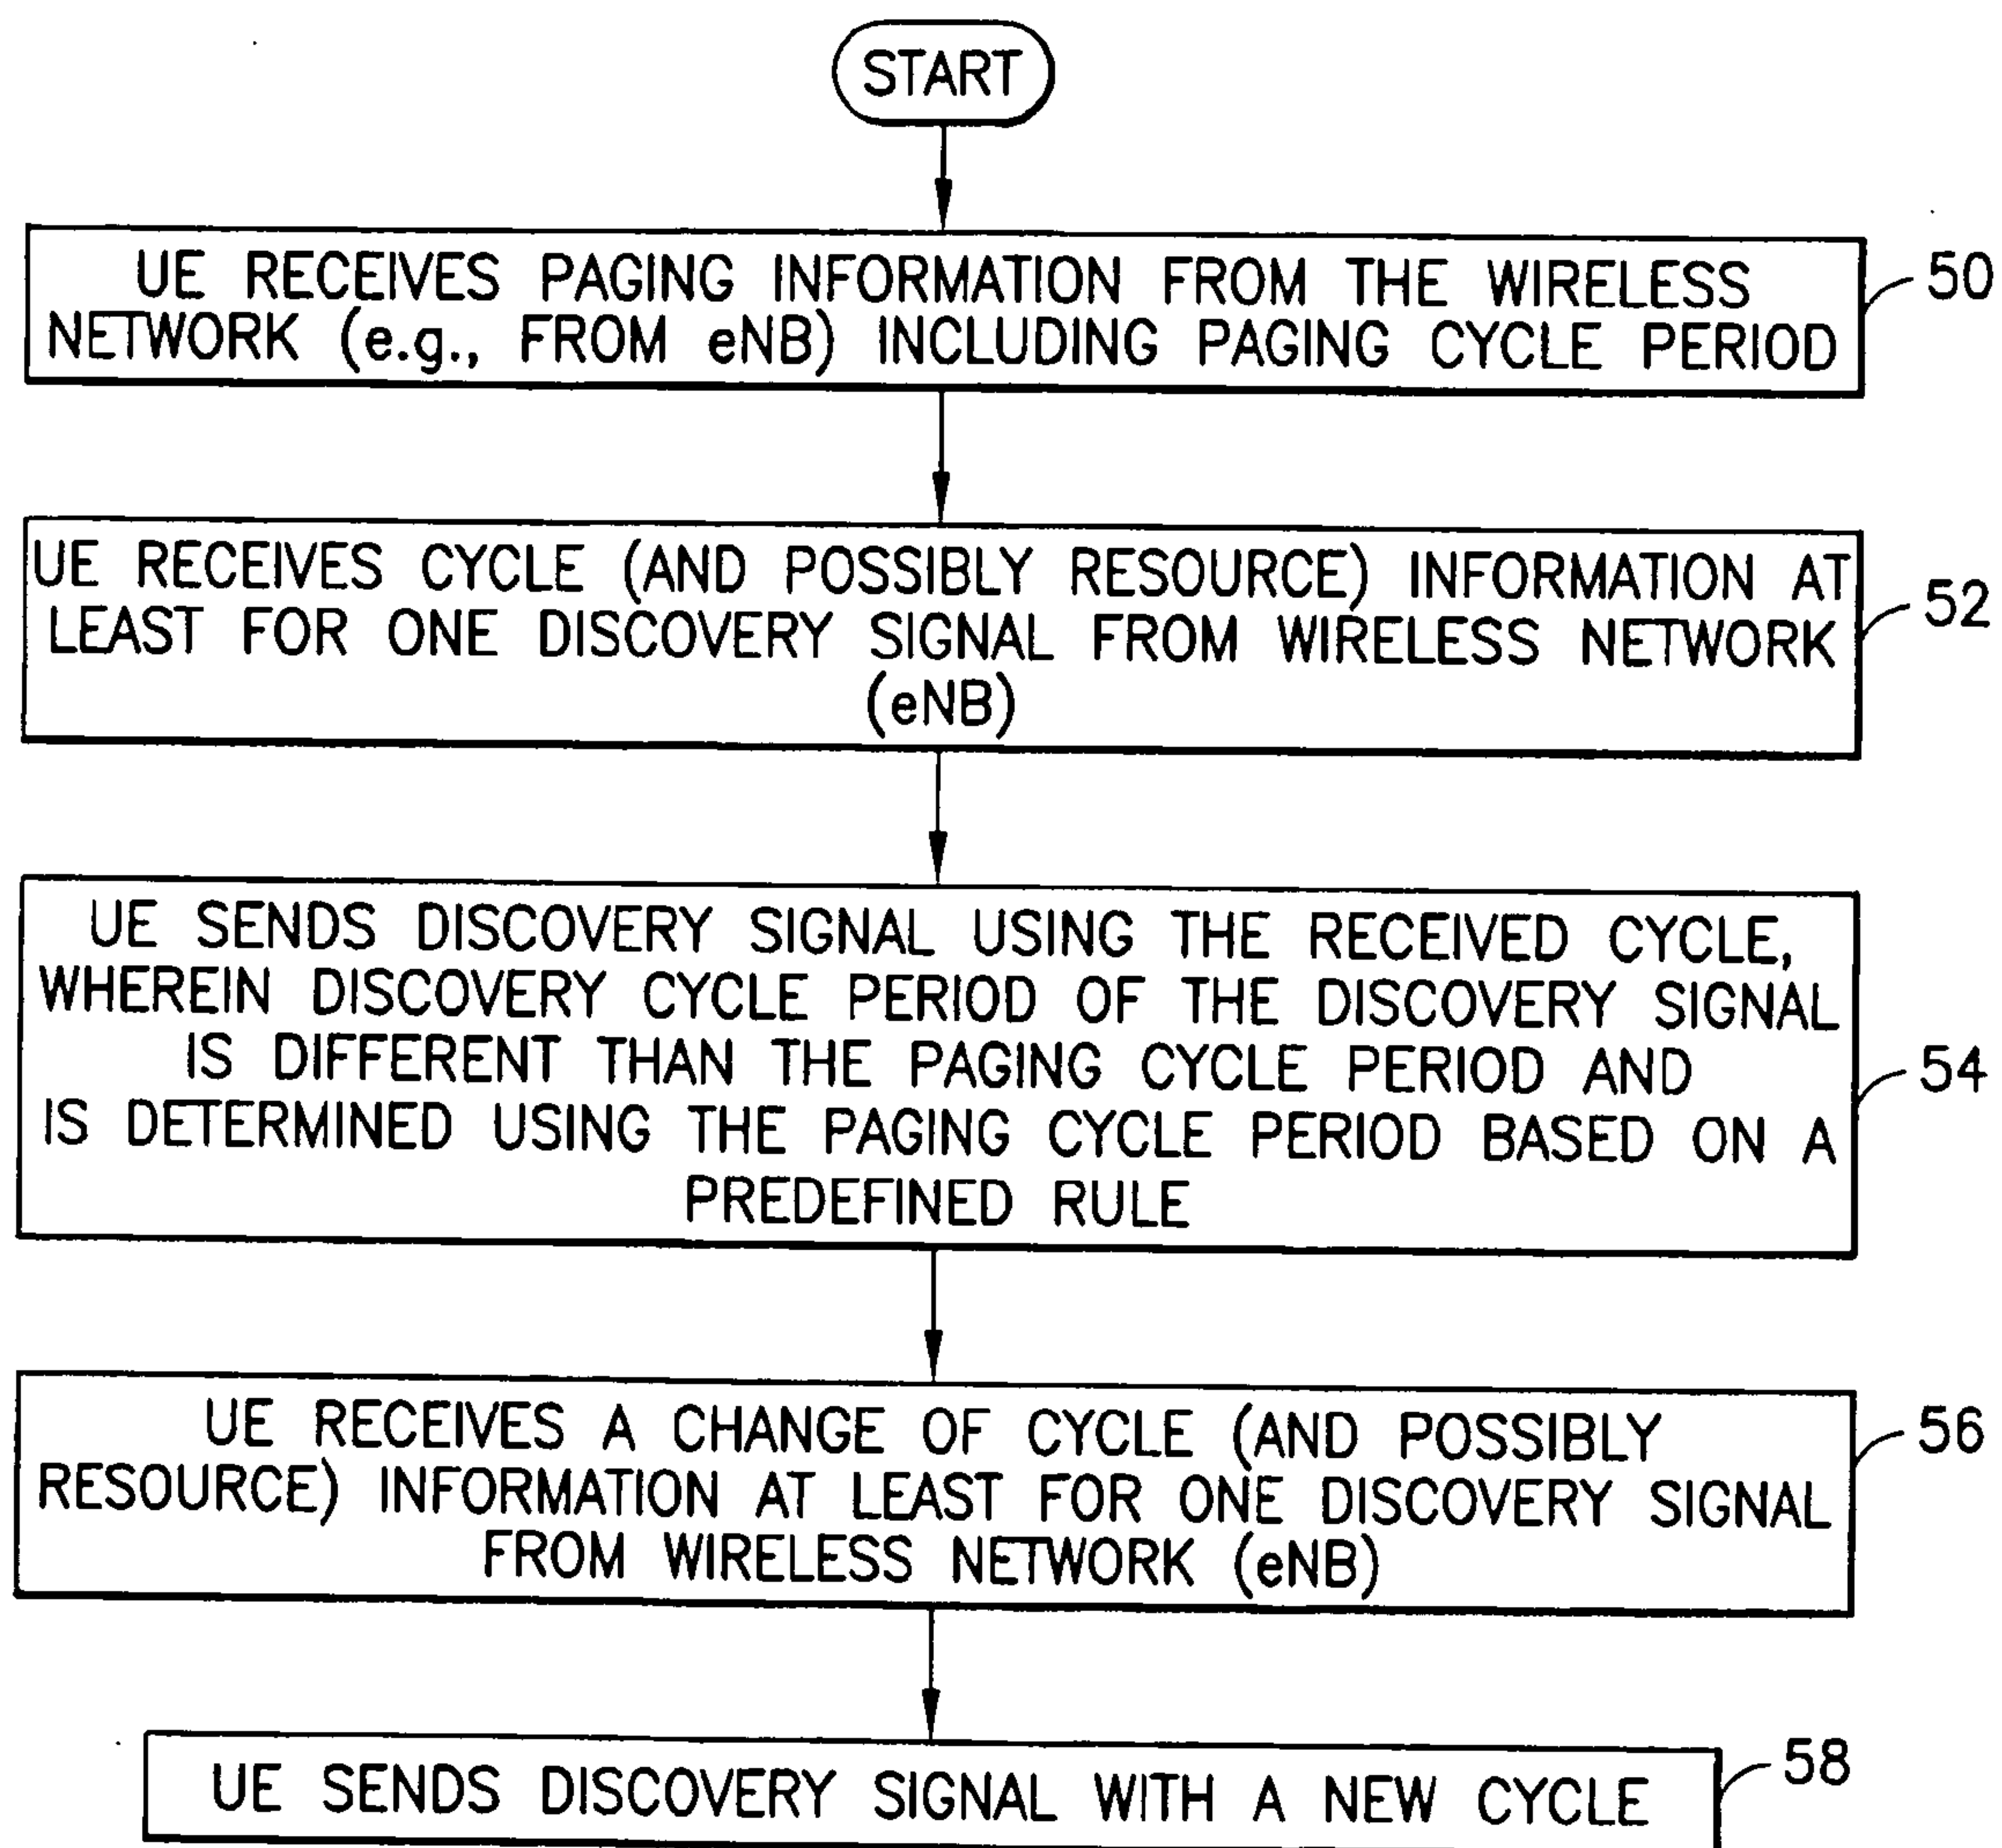 START
UE RECEIVES PAGING INFORMATION FROM THE WIRELESS
NETWORK (e.g., FROM eNB) INCLUDING PAGING CYCLE PERIOD
50
UE RECEIVES CYCLE (AND POSSIBLY RESOURCE) INFORMATION AT
LEAST FOR ONE DISCOVERY SIGNAL FROM WIRELESS NETWORK
(eNB)
52
UE SENDS DISCOVERY SIGNAL USING THE RECEIVED CYCLE,
WHEREIN DISCOVERY CYCLE PERIOD OF THE DISCOVERY SIGNAL
IS DIFFERENT THAN THE PAGING CYCLE PERIOD AND
IS DETERMINED USING THE PAGING CYCLE PERIOD BASED ON A
PREDEFINED RULE
54
UE RECEIVES A CHANGE OF CYCLE (AND POSSIBLY
RESOURCE) INFORMATION AT LEAST FOR ONE DISCOVERY SIGNAL
FROM WIRELESS NETWORK (eNB)
56
UE SENDS DISCOVERY SIGNAL WITH A NEW CYCLE
58